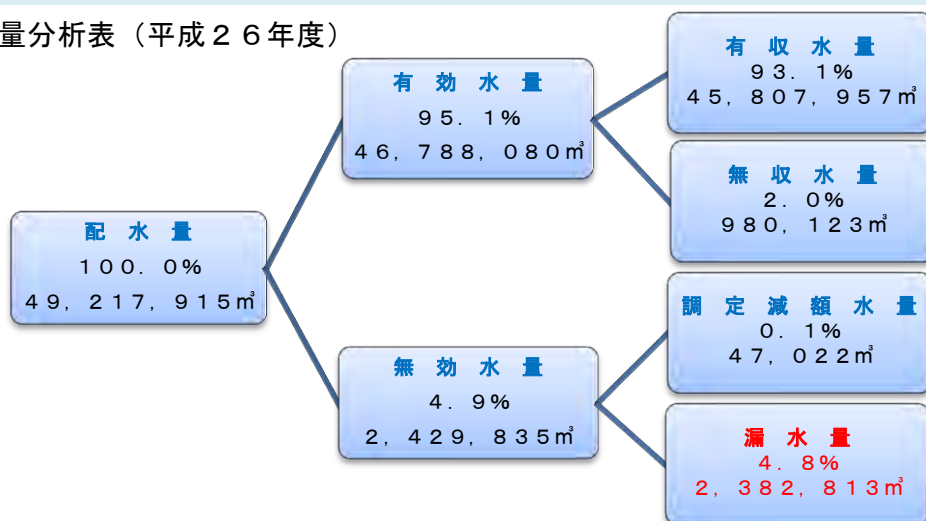 量分析表（平成２６年度）
配水量
１００．０％
４９，２１７，９１５㎥
有効水量
９５．１％
４６，７８８，０８０㎥
無効水量
４．９％
２，４２９，８３５㎥
有収水量
９３．１％
４５，８０７，９５７㎥
無収水量
２．０％
９８０，１２３㎥
調定減額水量
０．１％
４７，０２２㎥
漏水量
４．８％
２，３８２，８１３㎥